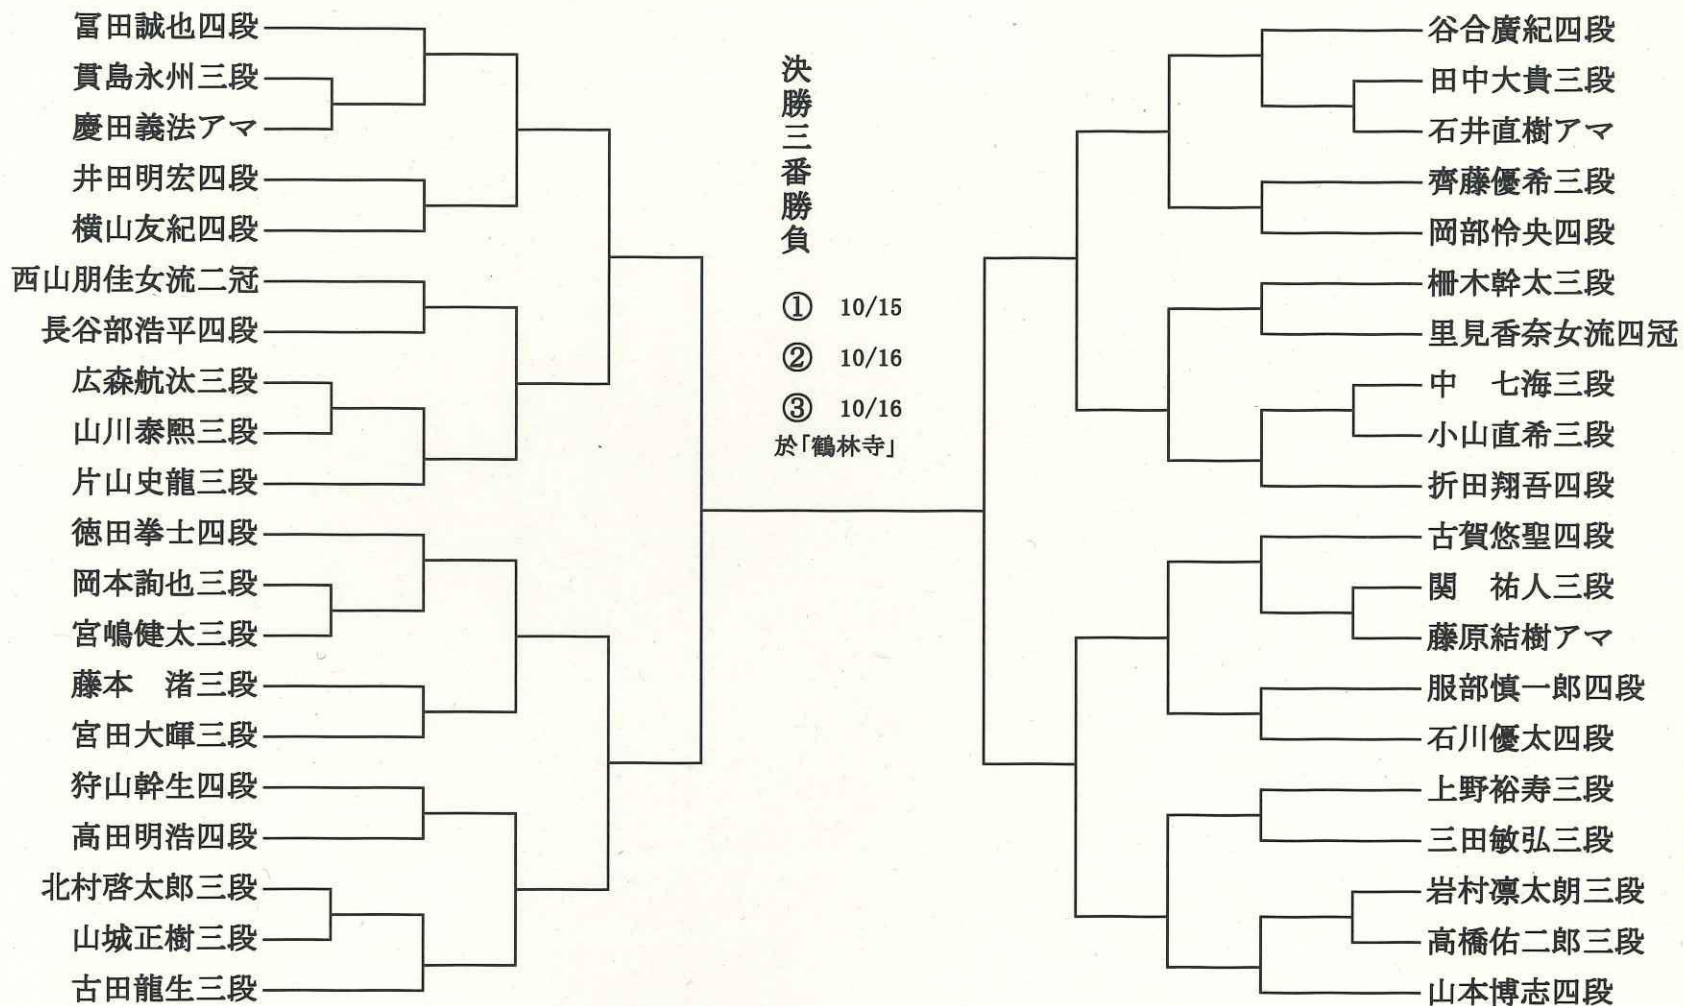 冨田誠也四段
貫島永州三段
慶田義法アマ
井田明宏四段
横山友紀四段
西山朋佳女流二冠
長谷部浩平四段
広森航汰三段
山川泰熙三段
片山史龍三段
徳田拳士四段
岡本詢也三段
宮嶋健太三段
藤本　渚三段
宮田大暉三段
狩山幹生四段
高田明浩四段
北村啓太郎三段
山城正樹三段
古田龍生三段
決勝三番勝負
① 10/15
② 10/16
③ 10/16
於「鶴林寺」
谷合廣紀四段
田中大貴三段
石井直樹アマ
齊藤優希三段
岡部怜央四段
柵木幹太三段
里見香奈女流四冠
中　七海三段
小山直希三段
折田翔吾四段
古賀悠聖四段
関　祐人三段
藤原結樹アマ
服部慎一郎四段
石川優太四段
上野裕寿三段
三田敏弘三段
岩村凛太朗三段
高橋佑二郎三段
山本博志四段